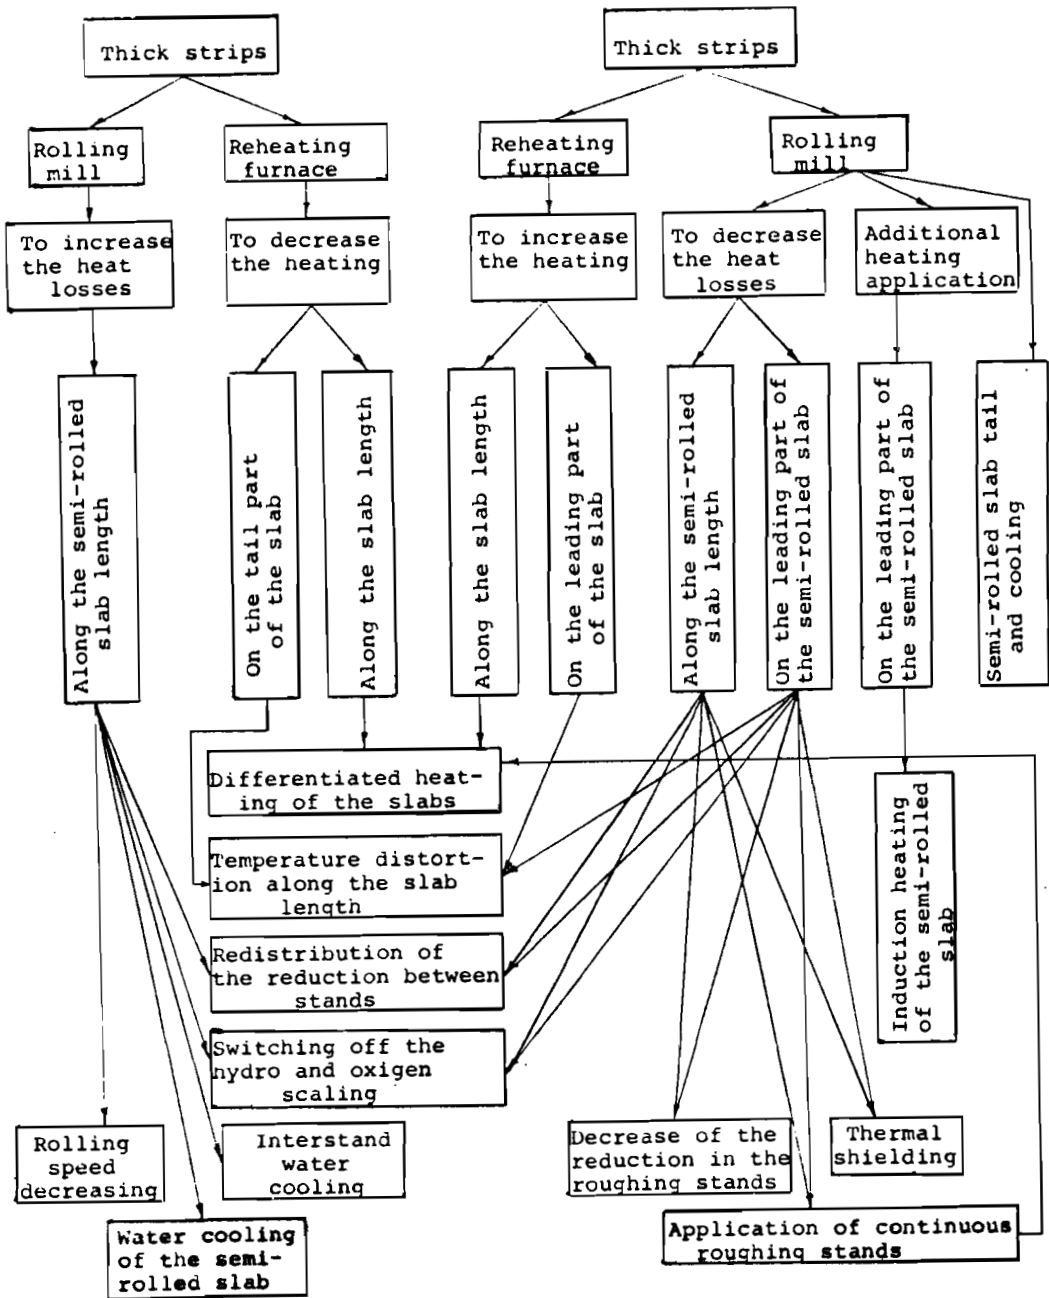 Thick strips
Thick strips
Rolling
mill
Reheating
furnace
Reheating
furnace
Rolling
mill
To increase
the heat
losses
To decrease
the heating
To increase
the heating
To decrease
the heat
losses
Additional
heating
application
Along the semi-rolled
slab length
On the tail part
of the slab
Along the slab length
Along the slab length
On the leading part
of the slab
Along the semi-rolled
slab length
On the leading part of
the semi-rolled slab
On the leading part of
the semi-rolled slab
Semi-rolled slab tail
and cooling
Differentiated heat-
ing of the slabs
Temperature distort-
ion along the slab
length
Redistribution of
the reduction between
stands
Switching off the
hydro and oxigen
scaling
Induction heating
of the semi-rolled
slab
Rolling
speed
decreasing
Interstand
water
cooling
Decrease of the
reduction in the
roughing stands
Thermal
shielding
Water cooling
of the semi-
rolled slab
Application of continuous
roughing stands